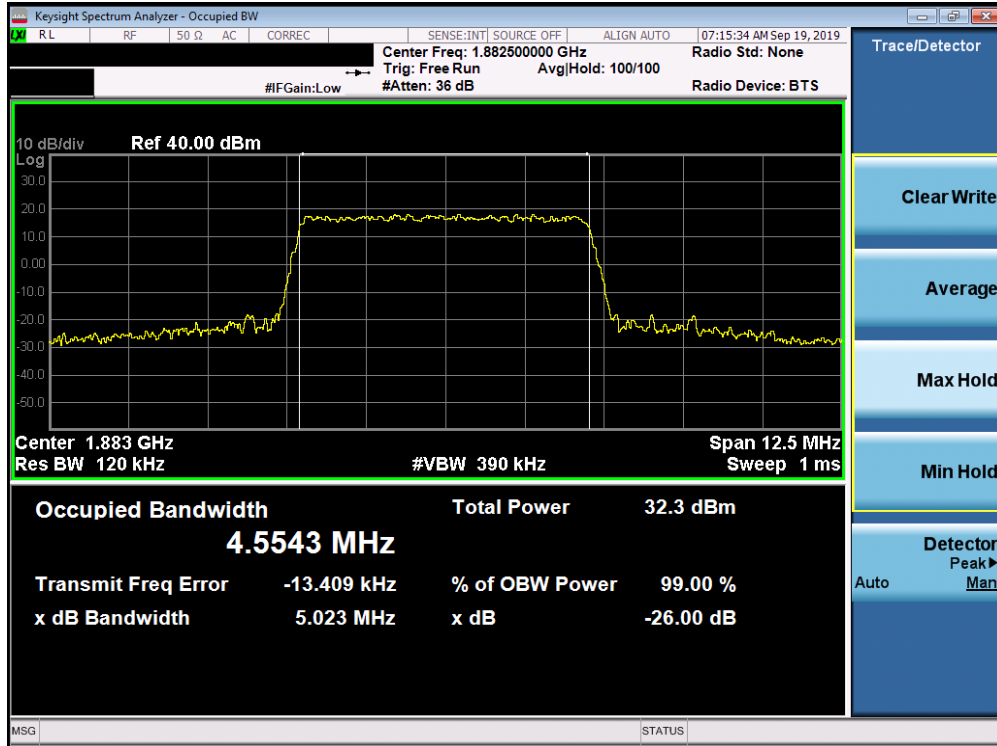 Keysight Spectrum Analyzer - Occupied BW
LXI RL RF 50 Ω AC CORREC SENSE:INT SOURCE OFF ALIGN AUTO 07:15:34 AM Sep 19, 2019
Center Freq: 1.882500000 GHz Radio Std: None
Trig: Free Run Avg|Hold: 100/100
#IFGain:Low #Atten: 36 dB Radio Device: BTS
10 dB/div Ref 40.00 dBm
Log
30.0
20.0
10.0
0.00
-10.0
-20.0
-30.0
-40.0
-50.0
Center 1.883 GHz Span 12.5 MHz
Res BW 120 kHz #VBW 390 kHz Sweep 1 ms
Occupied Bandwidth Total Power 32.3 dBm
4.5543 MHz
Transmit Freq Error -13.409 kHz % of OBW Power 99.00 %
x dB Bandwidth 5.023 MHz x dB -26.00 dB
Trace/Detector
Clear Write
Average
Max Hold
Min Hold
Detector
Peak▶
Auto Man
MSG STATUS